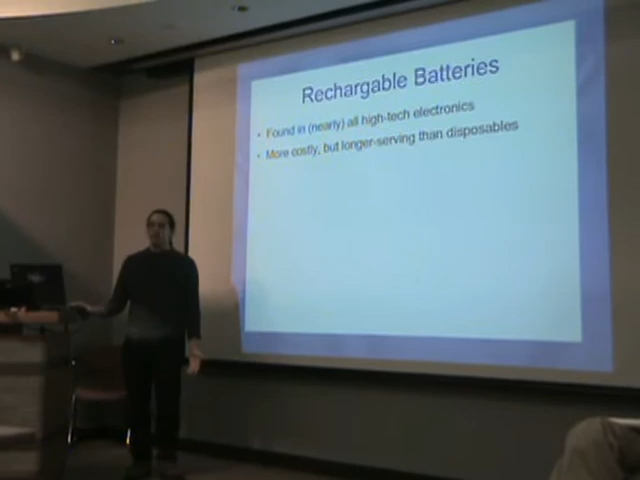 Rechargable Batteries
• Found in (nearly) all high-tech electronics
• More costly, but longer-serving than disposables